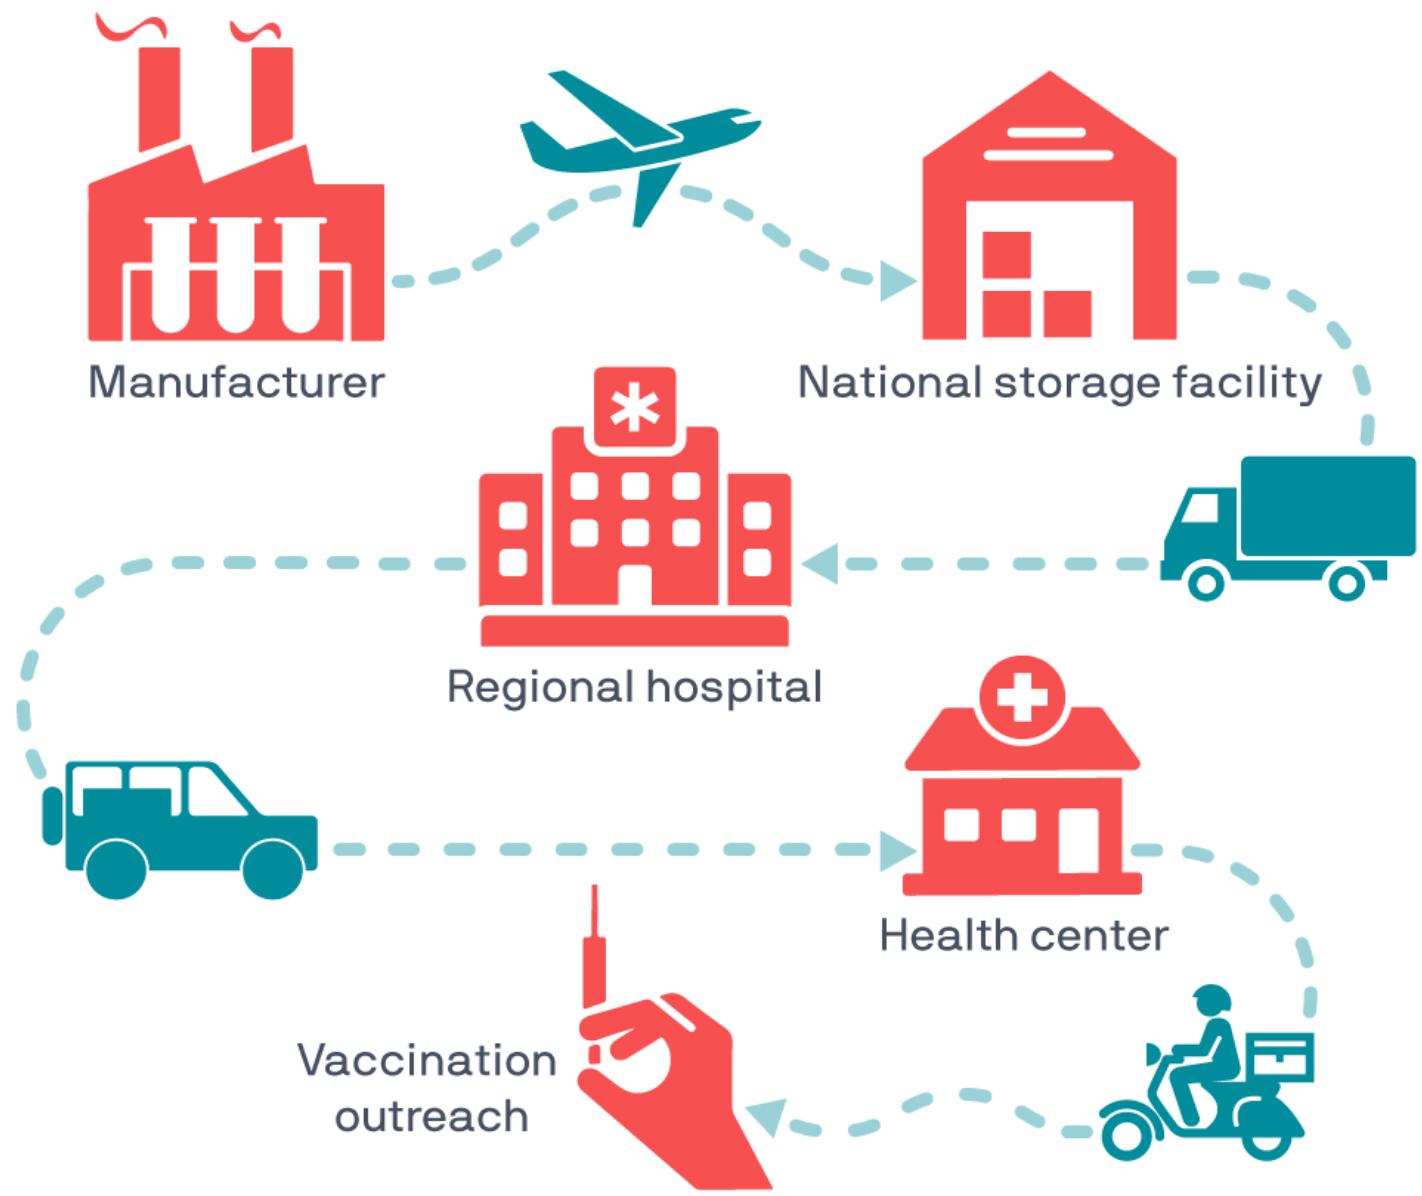 Manufacturer
National storage facility
Regional hospital
Health center
Vaccination
outreach